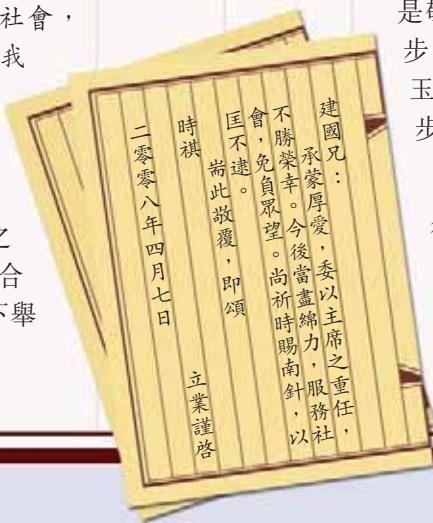 社會，
我
之
合
下舉
建國兄：
承蒙厚愛，委以主席之重任，
不勝榮幸。今後當盡綿力，服務社
會，免負眾望。尚祈時賜南針，以
匡不逮。
耑此敬覆，即頌
時祺
立業謹啓
二零零八年四月七日
是
步
玉
步